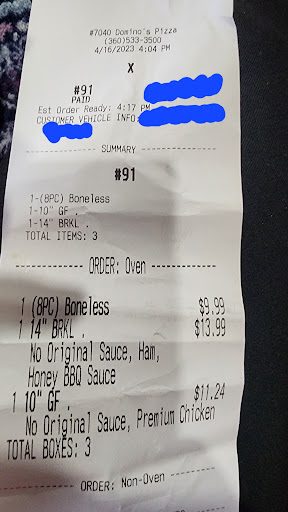 #7040 Domino's Pizza
(360)533-3500
4/16/2023 4:04 PM
X
#91
PAID
Est Order Ready: 4:17 PM
CUSTOMER VEHICLE INFO:
SUMMARY
#91
1-(8PC) Boneless
1-10" GF .
1-14" BRKL .
TOTAL ITEMS: 3
ORDER: Oven
1 (8PC) Boneless $9.99
1 14" BRKL . $13.99
No Original Sauce, Ham,
Honey BBQ Sauce
1 10" GF . $11.24
No Original Sauce, Premium Chicken
TOTAL BOXES: 3
ORDER: Non-Oven